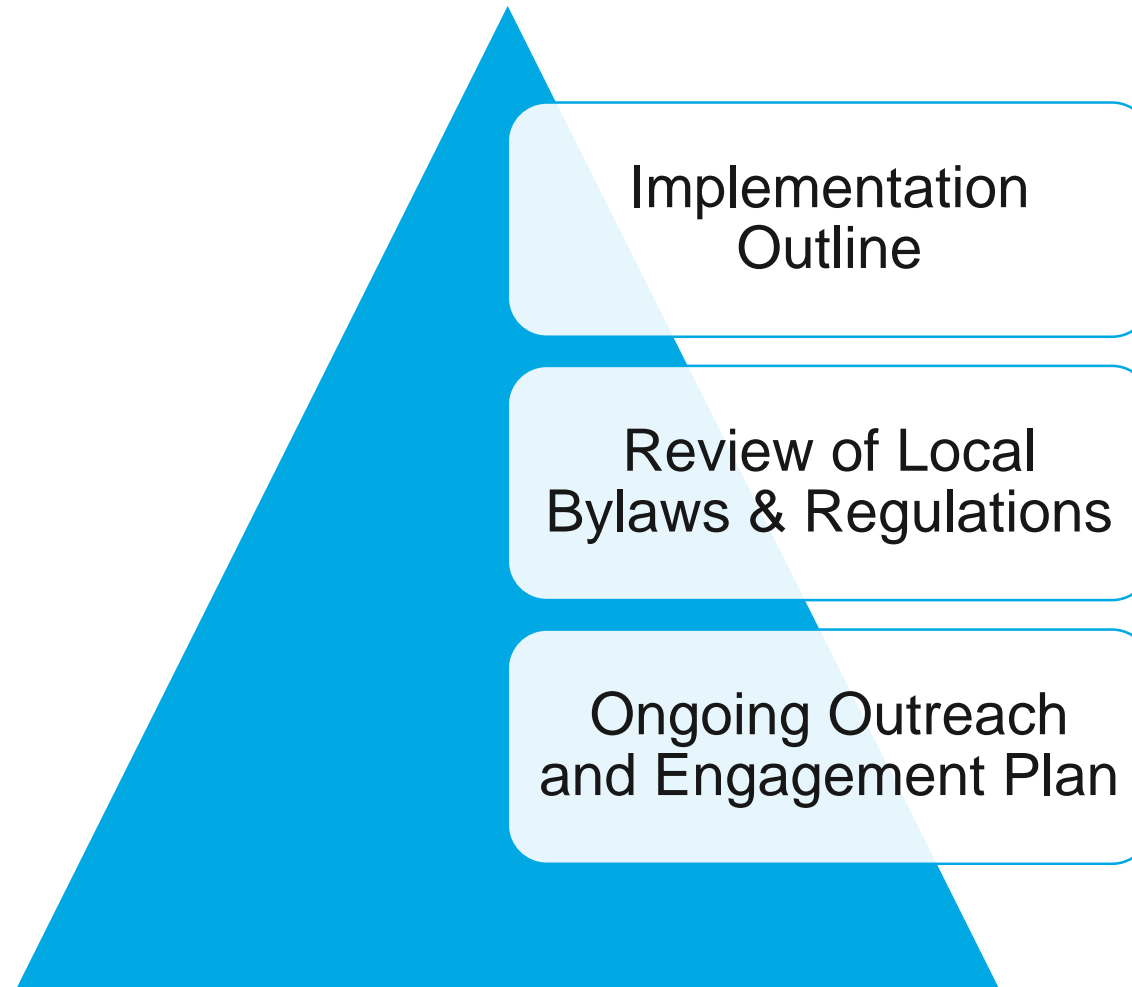 Implementation
Outline
Review of Local
Bylaws & Regulations
Ongoing Outreach
and Engagement Plan